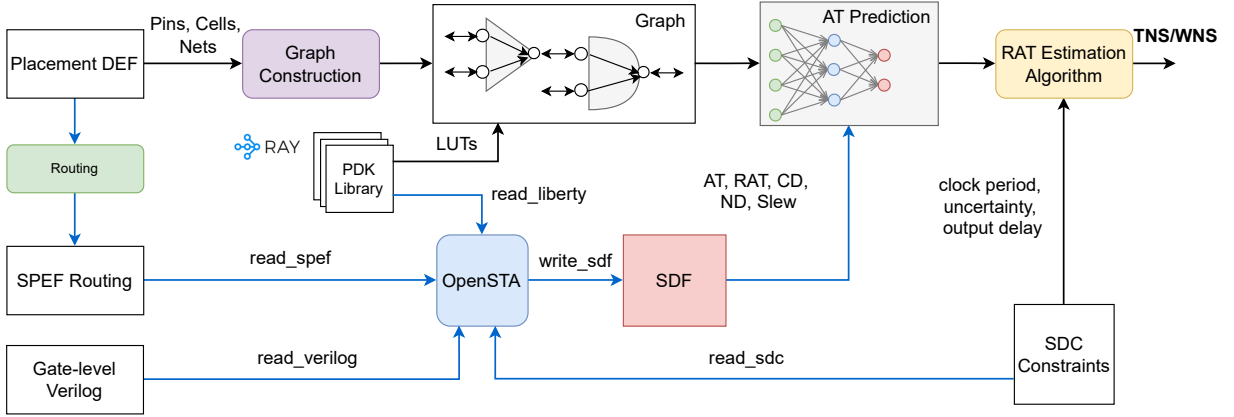 Pins, Cells,
Nets
Placement DEF
Graph
Construction
Graph
AT Prediction
RAT Estimation
Algorithm
TNS/WNS
Routing
RAY
PDK
Library
LUTs
read_liberty
AT, RAT, CD,
ND, Slew
clock period,
uncertainty,
output delay
SPEF Routing
read_spef
OpenSTA
write_sdf
SDF
Gate-level
Verilog
read_verilog
read_sdc
SDC
Constraints